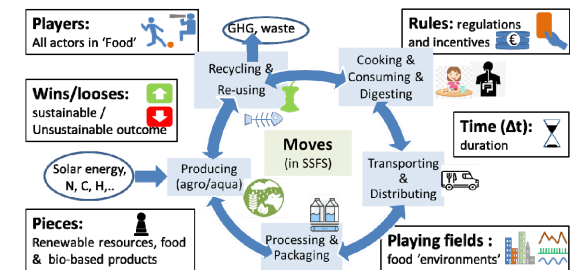 Players:
All actors in ‘Food’
GHG, waste
Rules: regulations
and incentives
€
Recycling &
Re-using
Cooking &
Consuming &
Digesting
Wins/looses:
sustainable /
Unsustainable outcome
Moves
(in SSFS)
Time (Δt):
duration
Solar energy,
N, C, H,..
Producing
(agro/aqua)
Transporting
&
Distributing
Pieces:
Renewable resources, food
& bio-based products
Processing &
Packaging
Playing fields :
food ‘environments’